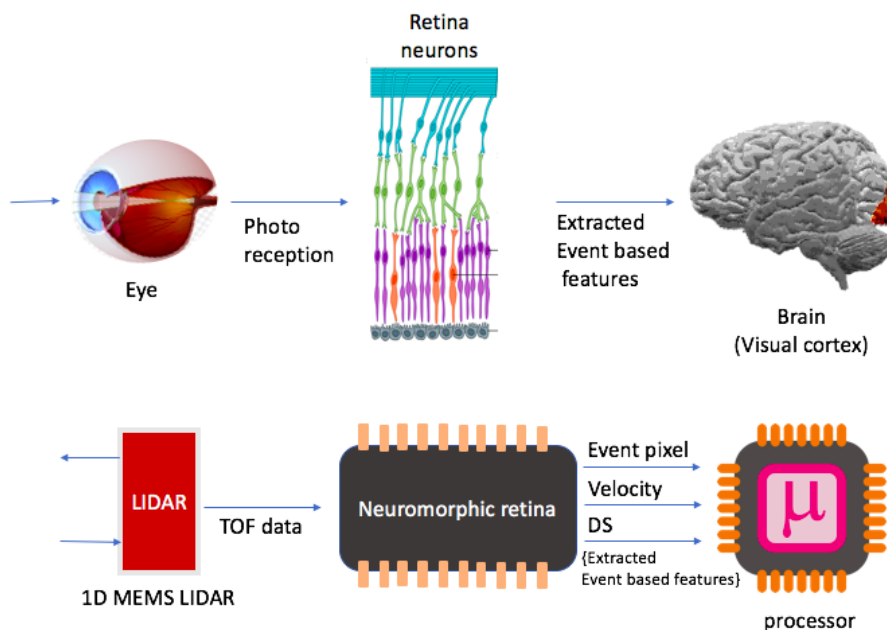 Retina
neurons
Photo
reception
Extracted
Event based
features
Eye
Brain
(Visual cortex)
LIDAR
TOF data
Neuromorphic retina
Event pixel
Velocity
DS
{Extracted
Event based features}
μ
1D MEMS LIDAR
processor